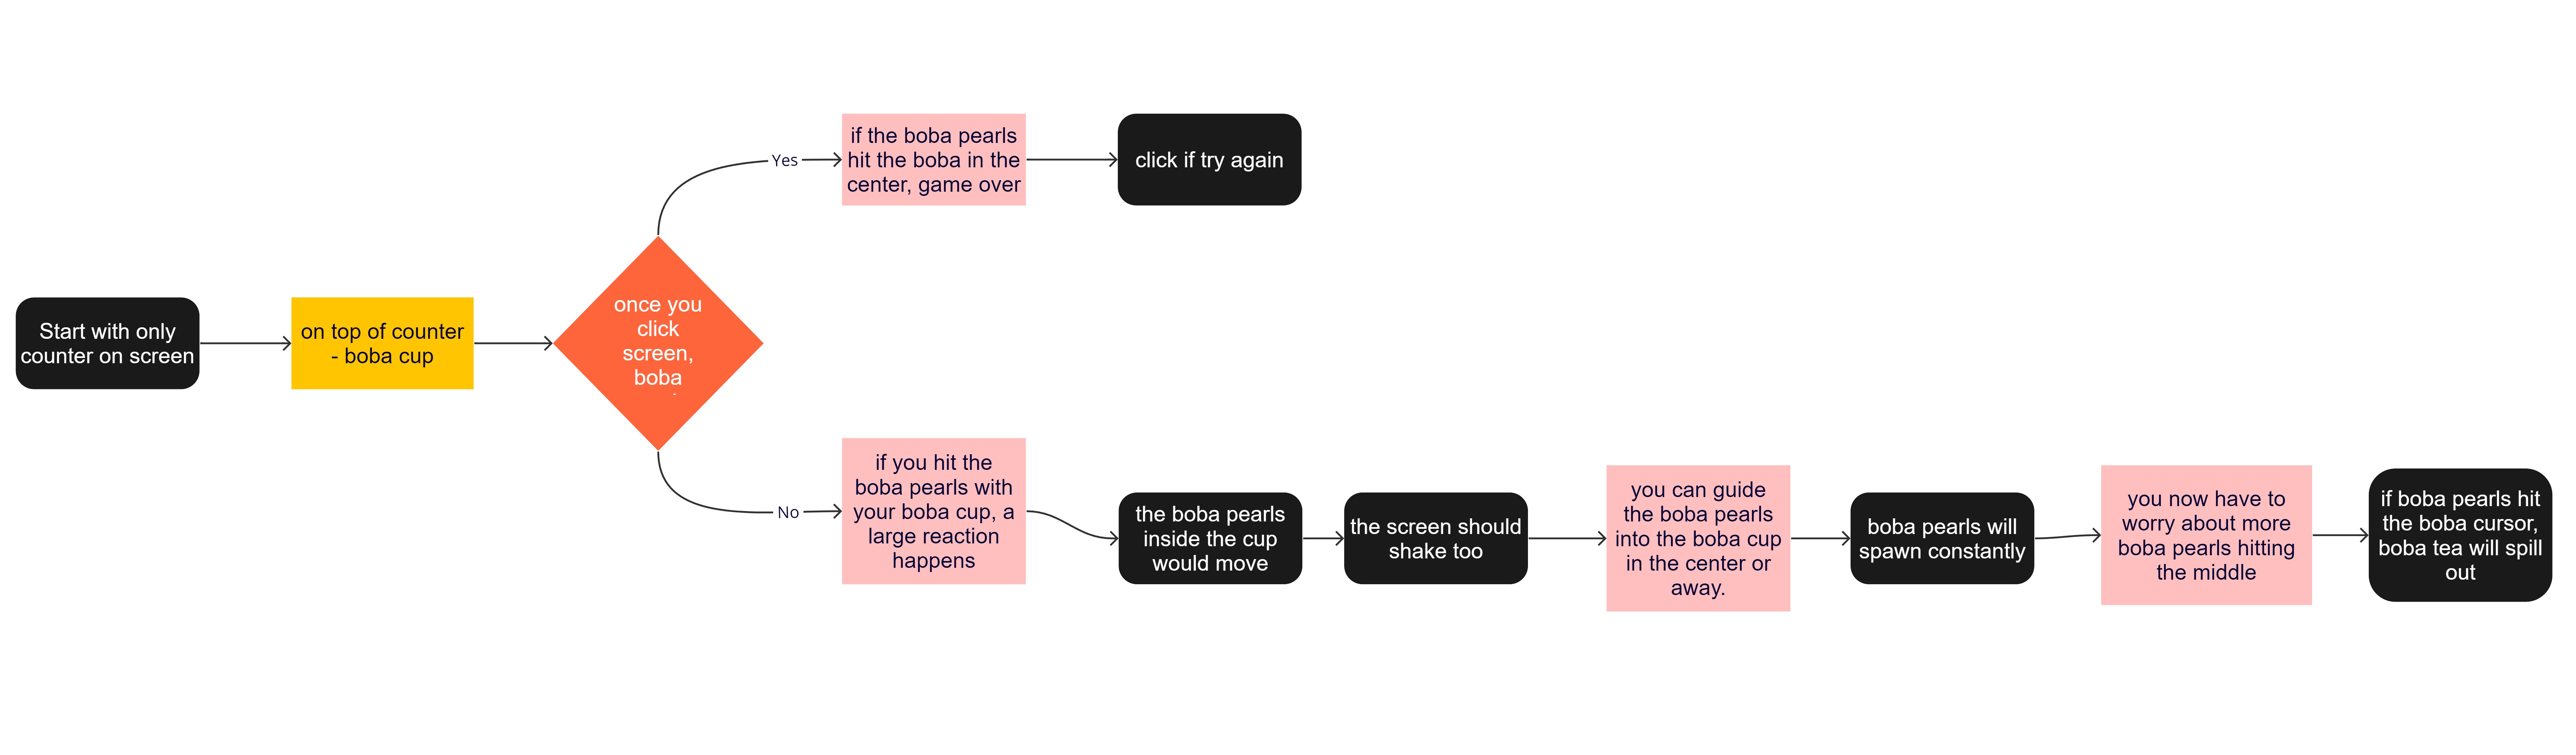 Start with only
counter on screen
on top of counter
- boba cup
once you
click
screen,
boba
Yes
if the boba pearls
hit the boba in the
center, game over
click if try again
No
if you hit the
boba pearls with
your boba cup, a
large reaction
happens
the boba pearls
inside the cup
would move
the screen should
shake too
you can guide
the boba pearls
into the boba cup
in the center or
away.
boba pearls will
spawn constantly
you now have to
worry about more
boba pearls hitting
the middle
if boba pearls hit
the boba cursor,
boba tea will spill
out